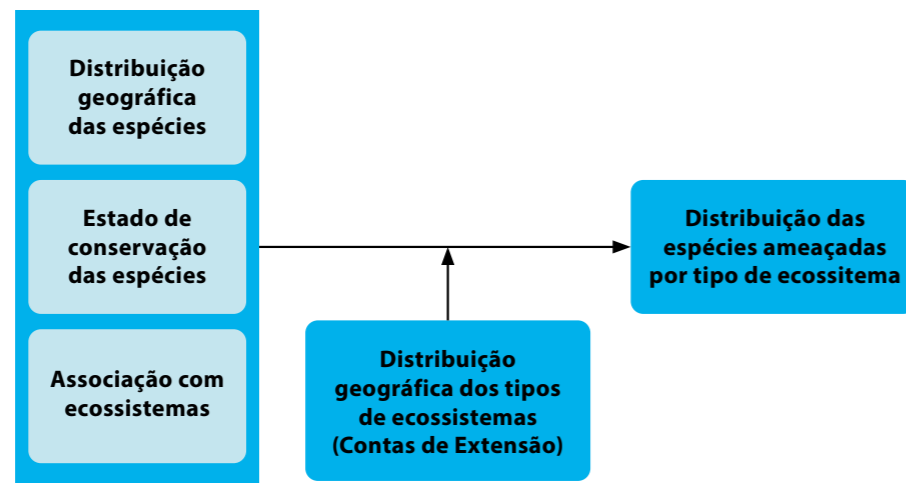 Distribuição
geográfica
das espécies
Estado de
conservação
das espécies
Associação com
ecossistemas
Distribuição
geográfica dos tipos
de ecossistemas
(Contas de Extensão)
Distribuição das
espécies ameaçadas
por tipo de ecossitema